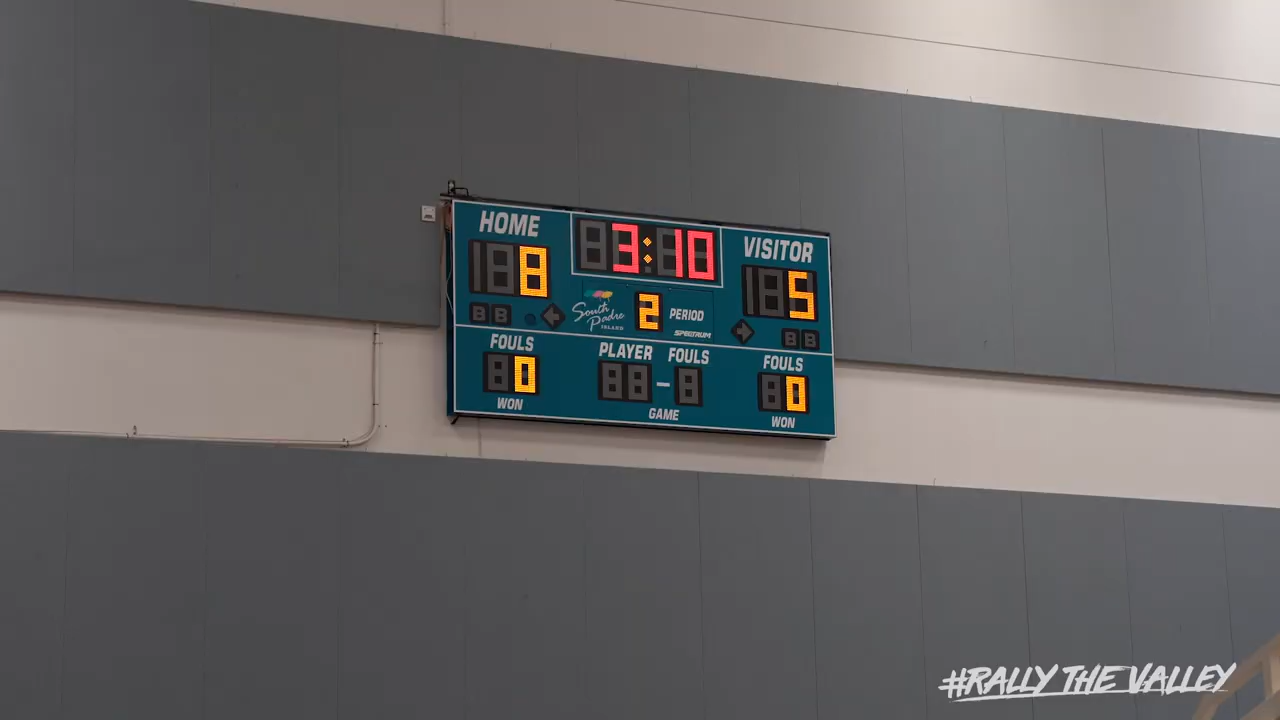 HOME
3:10
VISITOR
8
5
South Padre
ISLAND
2
PERIOD
SPECTRUM
B B
B B
FOULS
PLAYER FOULS
FOULS
0
-
0
WON
GAME
WON
#RALLY THE VALLEY